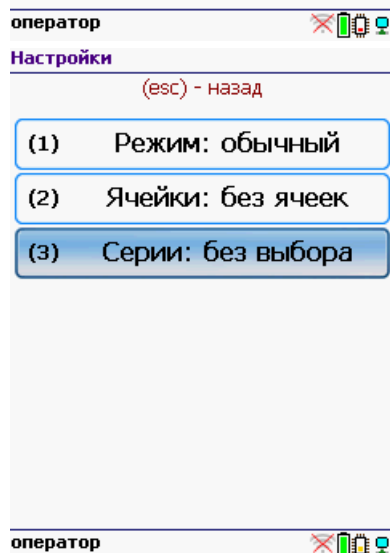 оператор
Настройки
(esc) - назад
(1) Режим: обычный
(2) Ячейки: без ячеек
(3) Серии: без выбора
оператор